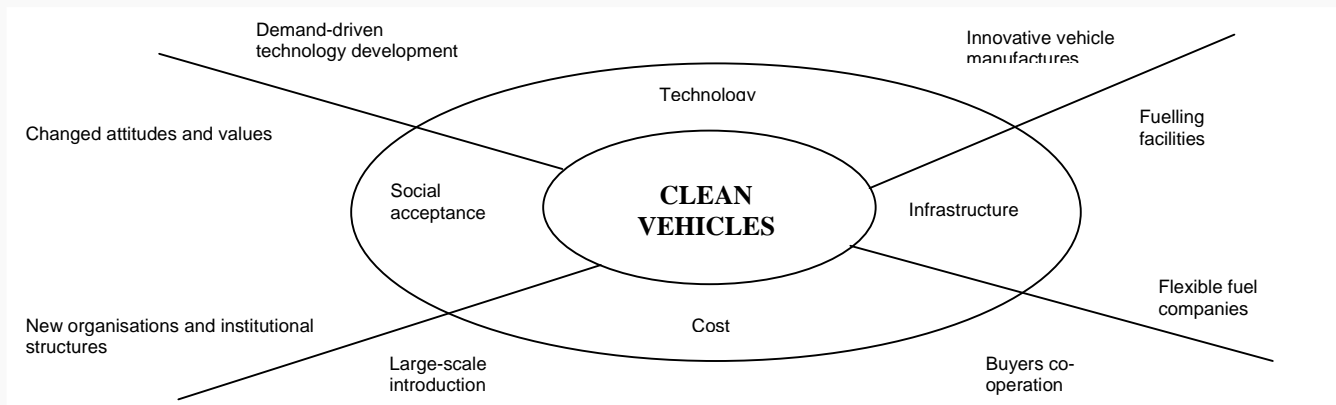 Demand-driven
technology development
Innovative vehicle
manufactures
Technology
Fuelling
facilities
Changed attitudes and values
Social
acceptance
CLEAN
VEHICLES
Infrastructure
Flexible fuel
companies
New organisations and institutional
structures
Cost
Large-scale
introduction
Buyers co-
operation